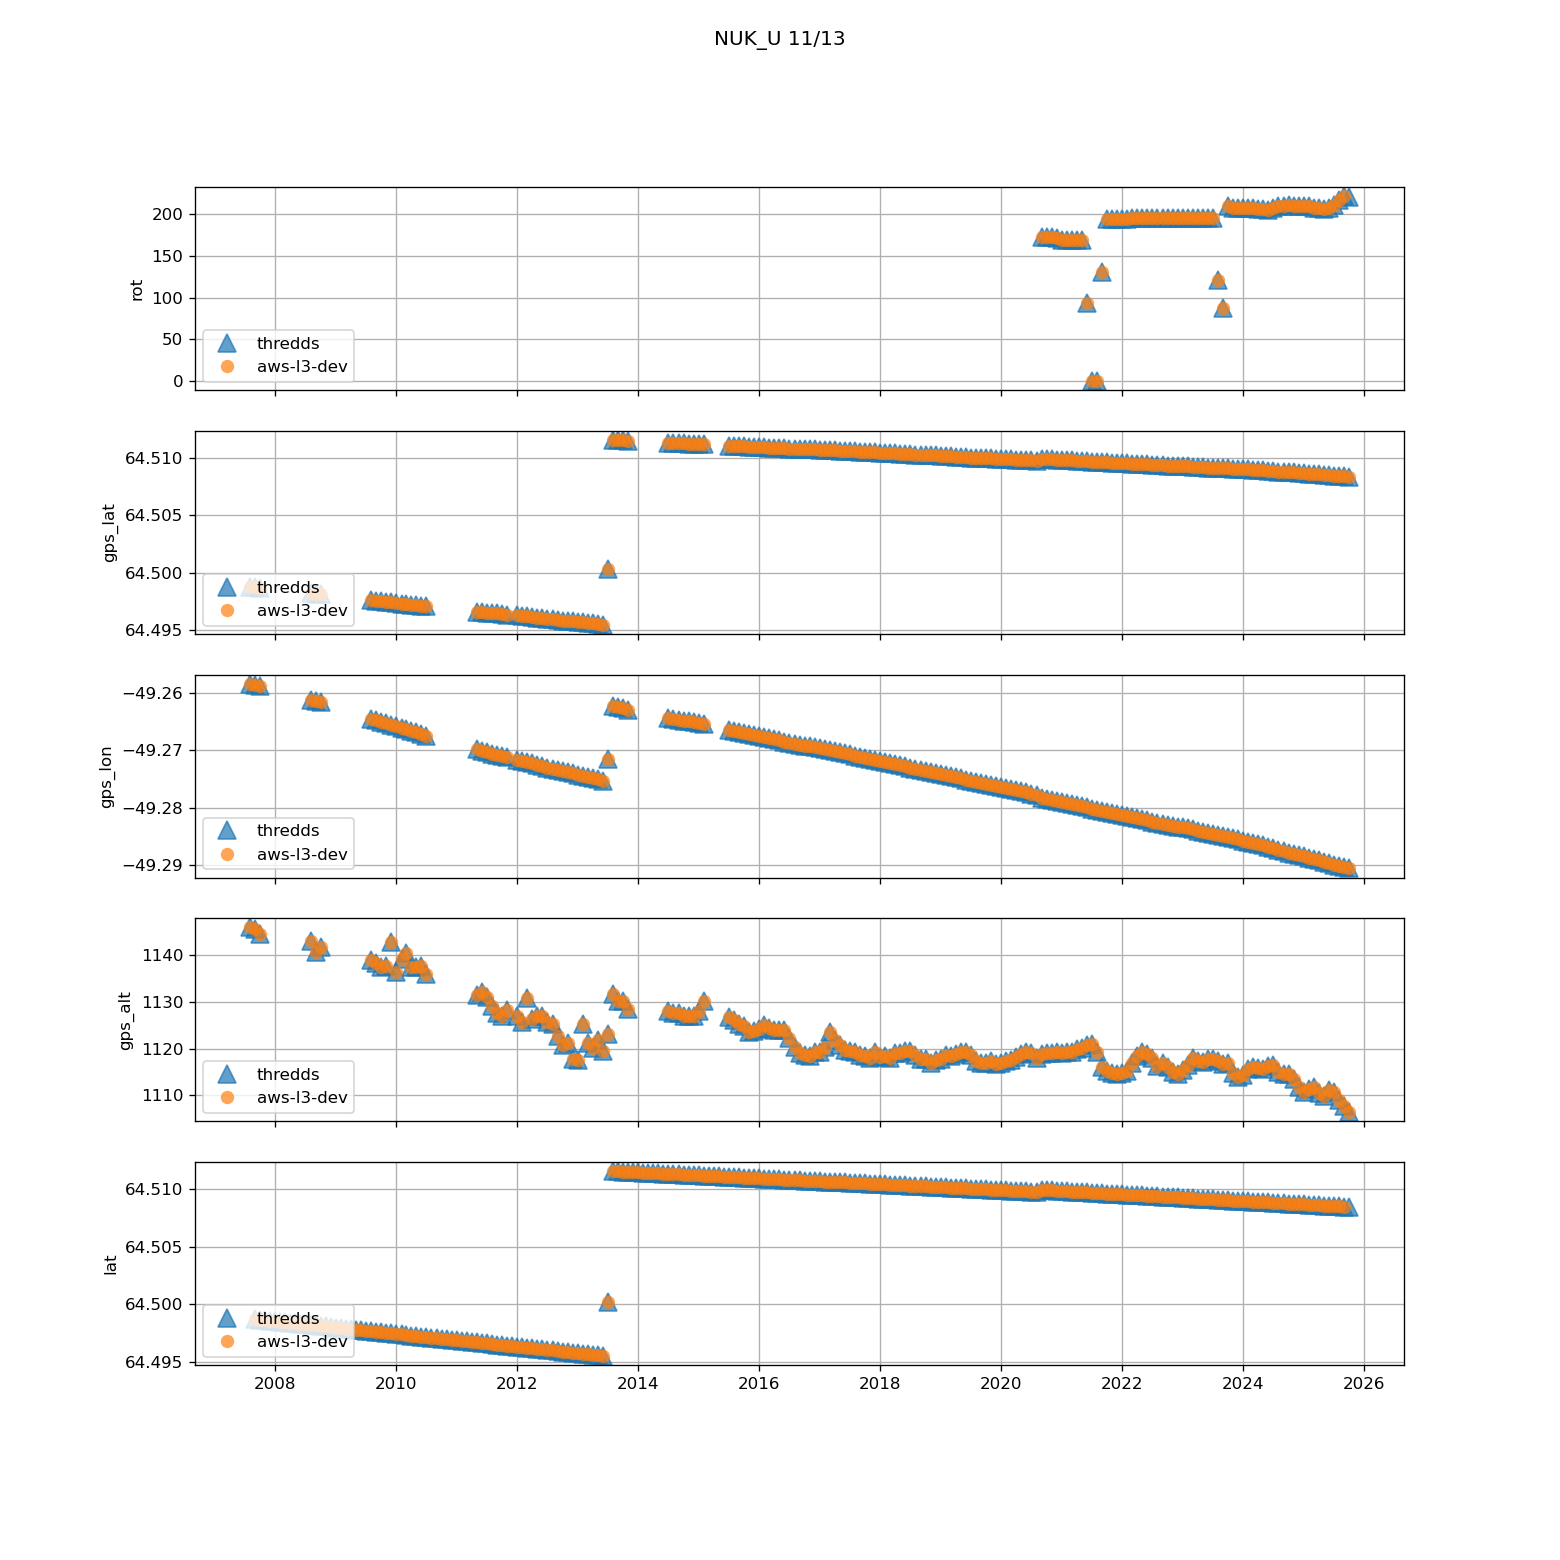 NUK_U 11/13
rot
200
150
100
50
0
thredds
aws-l3-dev
gps_lat
64.510
64.505
64.500
64.495
thredds
aws-l3-dev
gps_lon
−49.26
−49.27
−49.28
−49.29
thredds
aws-l3-dev
gps_alt
1140
1130
1120
1110
thredds
aws-l3-dev
lat
64.510
64.505
64.500
64.495
thredds
aws-l3-dev
2008 2010 2012 2014 2016 2018 2020 2022 2024 2026